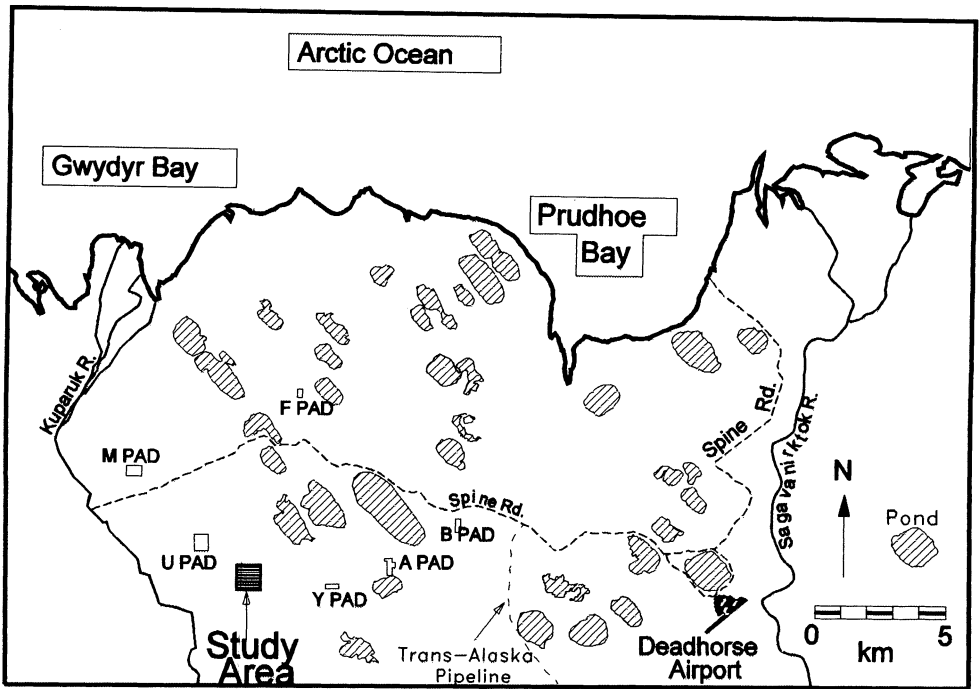 Arctic Ocean
Gwydyr Bay
Prudhoe
Bay
Kuparuk R.
F PAD
M PAD
Spine Rd.
Sagavanirktok R.
N
Spine Rd.
Pond
B PAD
U PAD
A PAD
Y PAD
Study
Area
Trans-Alaska
Pipeline
Deadhorse
Airport
0 5
km